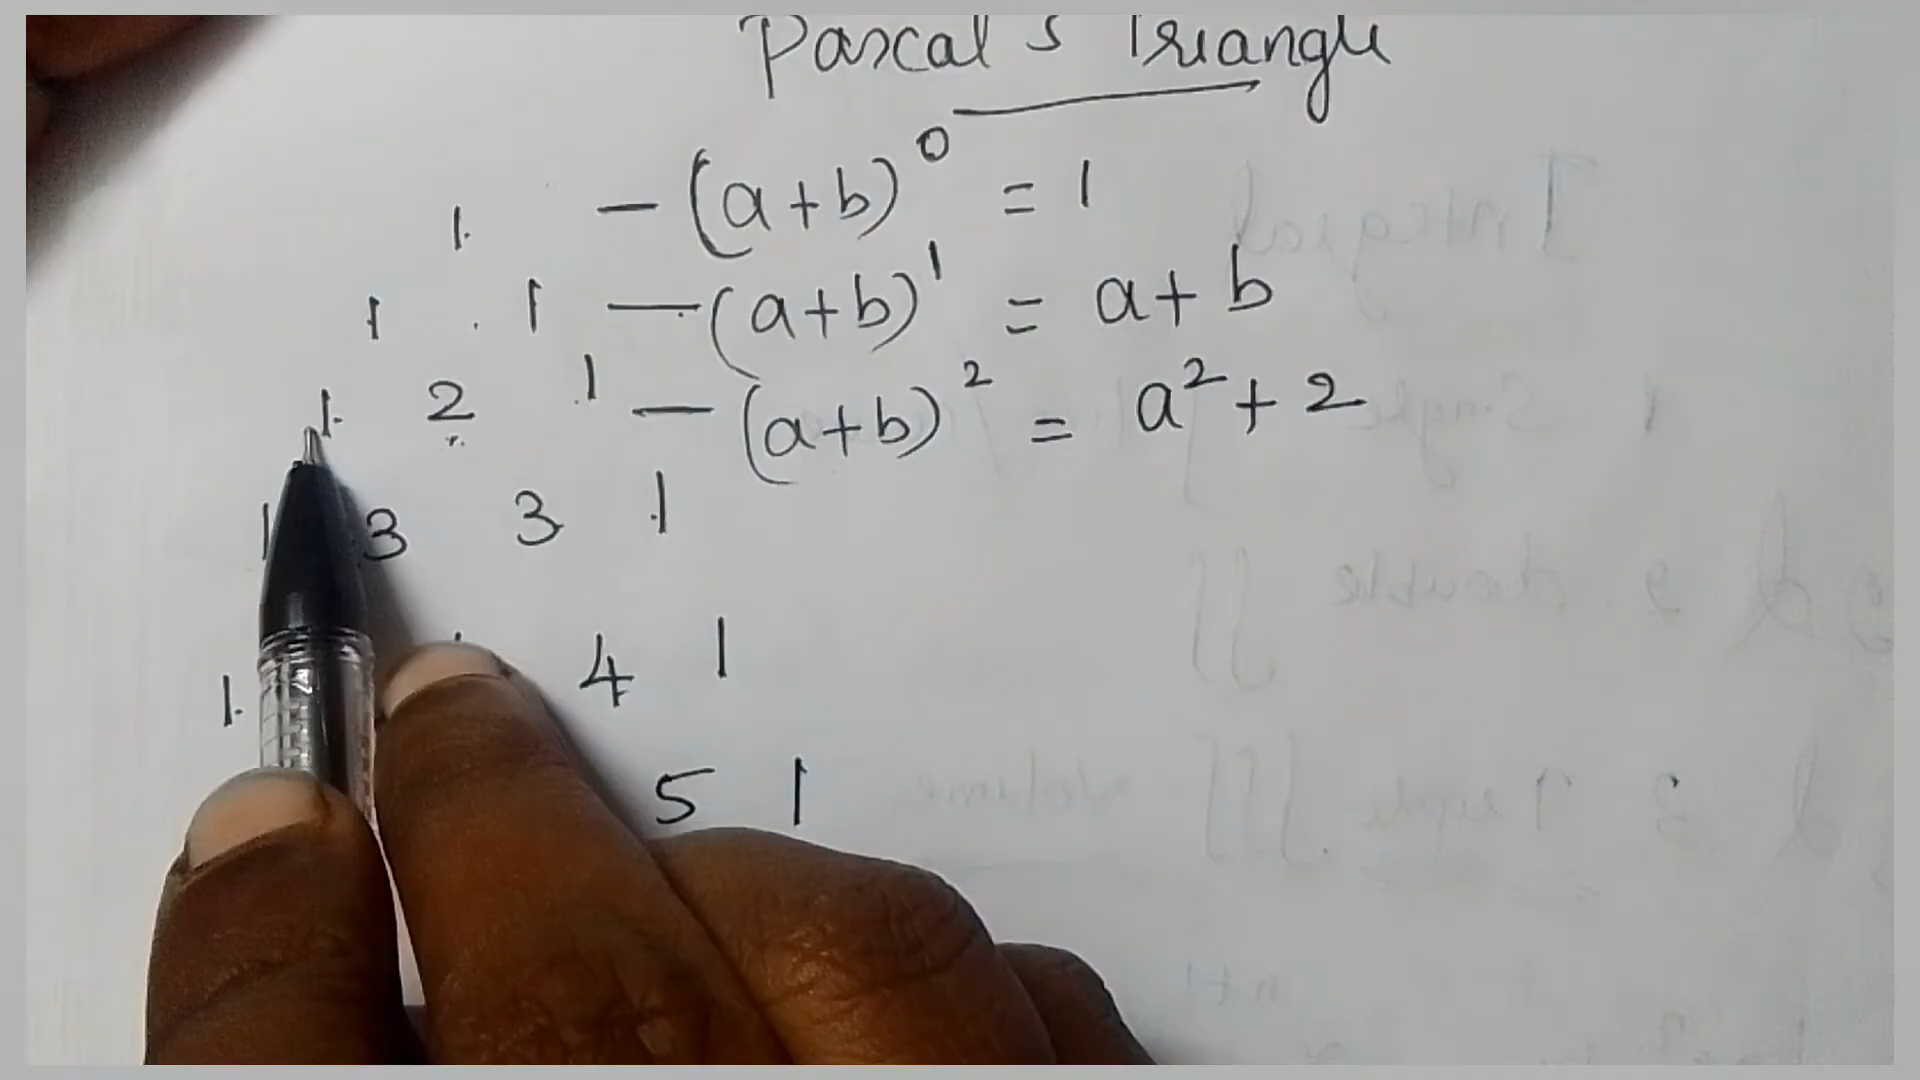 Pascal's Triangle
1 — (a+b)⁰ = 1
1 1 — (a+b)¹ = a+b
1 2 1 — (a+b)² = a²+2
1 3 3 1
1 4 1
5 1